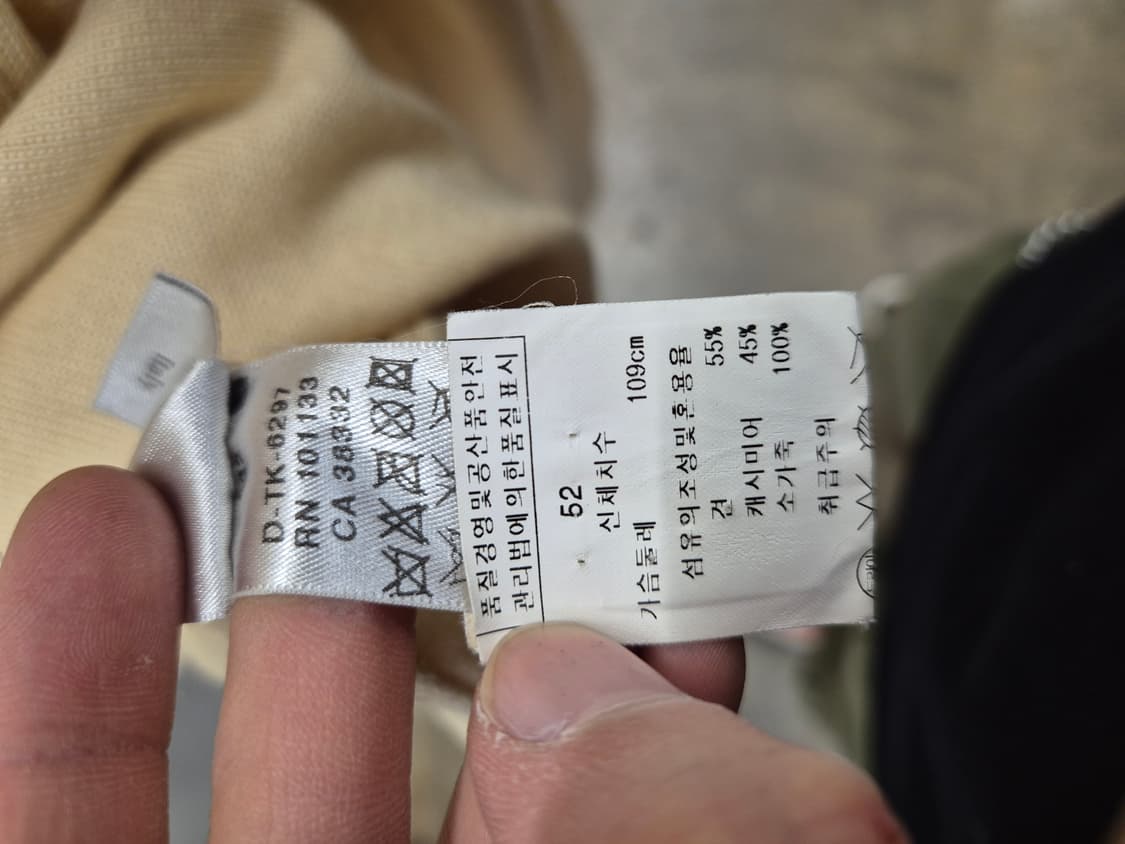 Italy
D-TK-6297
RN 101133
CA 38332
품질경영및공산품안전
관리법에의한품질표시
52
신체치수
가슴둘레 109cm
섬유의조성및혼용율
견 55%
캐시미어 45%
소가죽 100%
취급주의